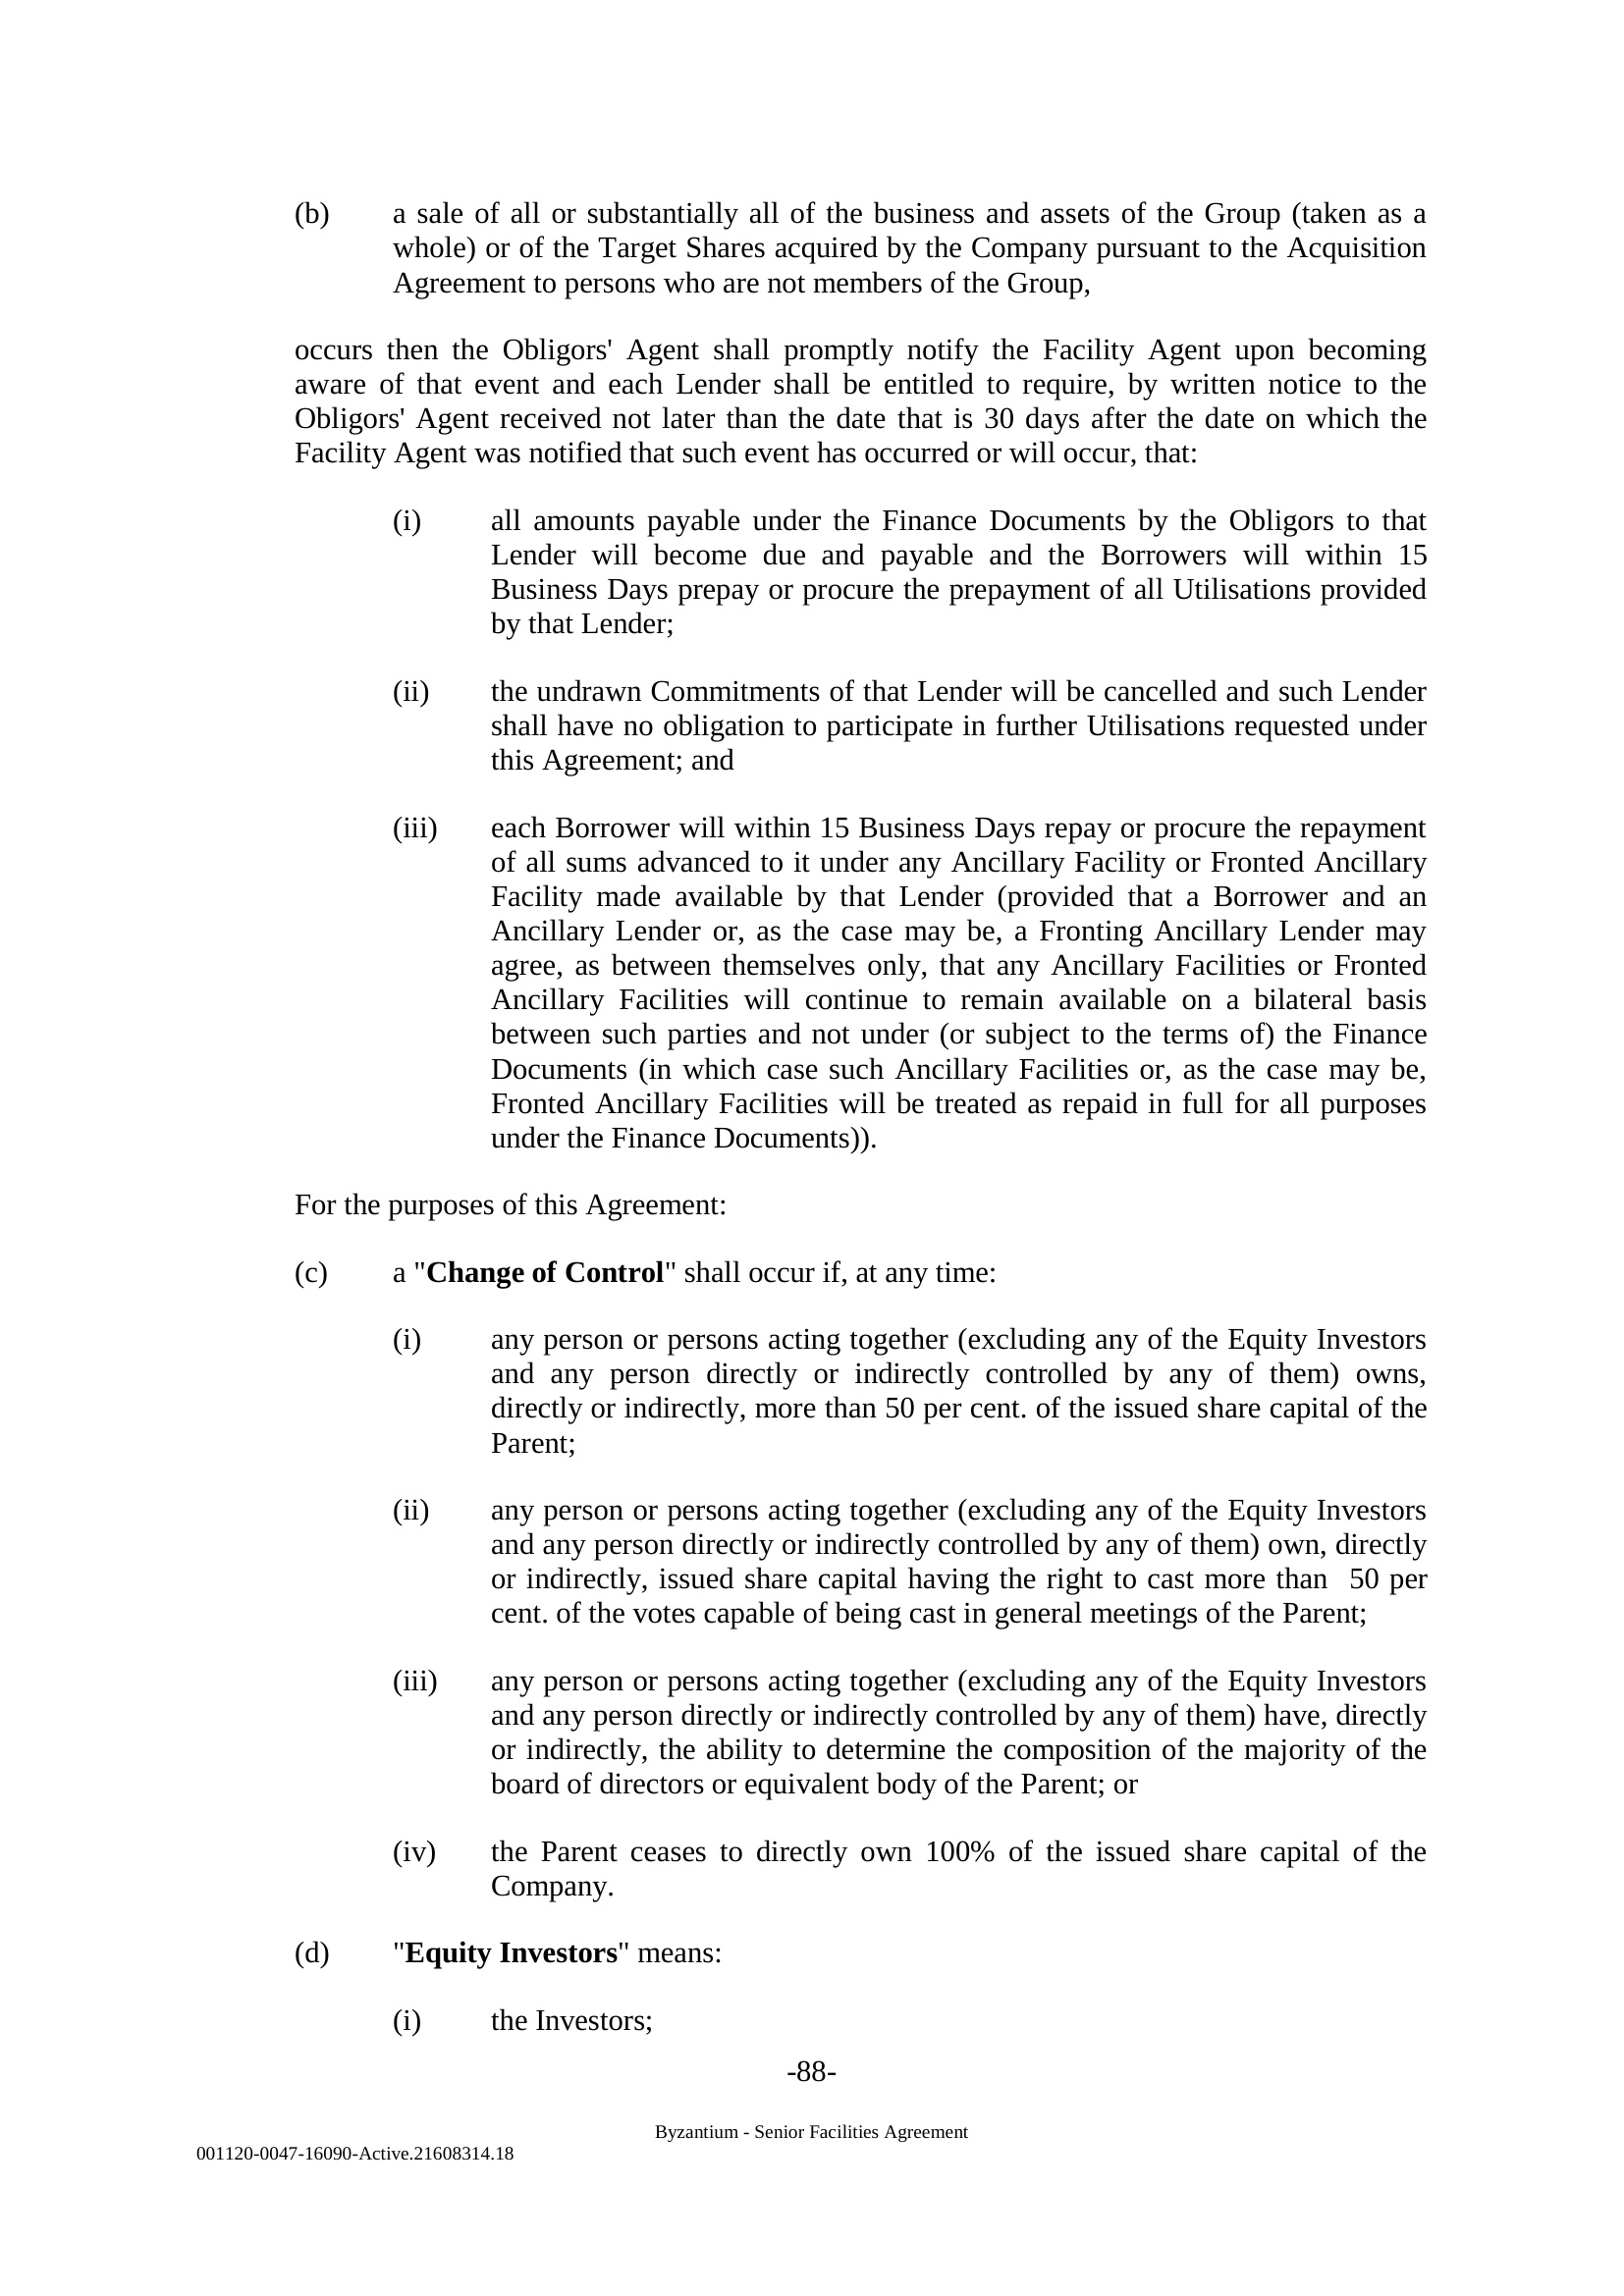 (b) a sale of all or substantially all of the business and assets of the Group (taken as a
whole) or of the Target Shares acquired by the Company pursuant to the Acquisition
Agreement to persons who are not members of the Group,
occurs then the Obligors' Agent shall promptly notify the Facility Agent upon becoming
aware of that event and each Lender shall be entitled to require, by written notice to the
Obligors' Agent received not later than the date that is 30 days after the date on which the
Facility Agent was notified that such event has occurred or will occur, that:
(i) all amounts payable under the Finance Documents by the Obligors to that
Lender will become due and payable and the Borrowers will within 15
Business Days prepay or procure the prepayment of all Utilisations provided
by that Lender;
(ii) the undrawn Commitments of that Lender will be cancelled and such Lender
shall have no obligation to participate in further Utilisations requested under
this Agreement; and
(iii) each Borrower will within 15 Business Days repay or procure the repayment
of all sums advanced to it under any Ancillary Facility or Fronted Ancillary
Facility made available by that Lender (provided that a Borrower and an
Ancillary Lender or, as the case may be, a Fronting Ancillary Lender may
agree, as between themselves only, that any Ancillary Facilities or Fronted
Ancillary Facilities will continue to remain available on a bilateral basis
between such parties and not under (or subject to the terms of) the Finance
Documents (in which case such Ancillary Facilities or, as the case may be,
Fronted Ancillary Facilities will be treated as repaid in full for all purposes
under the Finance Documents)).
For the purposes of this Agreement:
(c) a "Change of Control" shall occur if, at any time:
(i) any person or persons acting together (excluding any of the Equity Investors
and any person directly or indirectly controlled by any of them) owns,
directly or indirectly, more than 50 per cent. of the issued share capital of the
Parent;
(ii) any person or persons acting together (excluding any of the Equity Investors
and any person directly or indirectly controlled by any of them) own, directly
or indirectly, issued share capital having the right to cast more than 50 per
cent. of the votes capable of being cast in general meetings of the Parent;
(iii) any person or persons acting together (excluding any of the Equity Investors
and any person directly or indirectly controlled by any of them) have, directly
or indirectly, the ability to determine the composition of the majority of the
board of directors or equivalent body of the Parent; or
(iv) the Parent ceases to directly own 100% of the issued share capital of the
Company.
(d) "Equity Investors" means:
(i) the Investors;
-88-
Byzantium - Senior Facilities Agreement
001120-0047-16090-Active.21608314.18